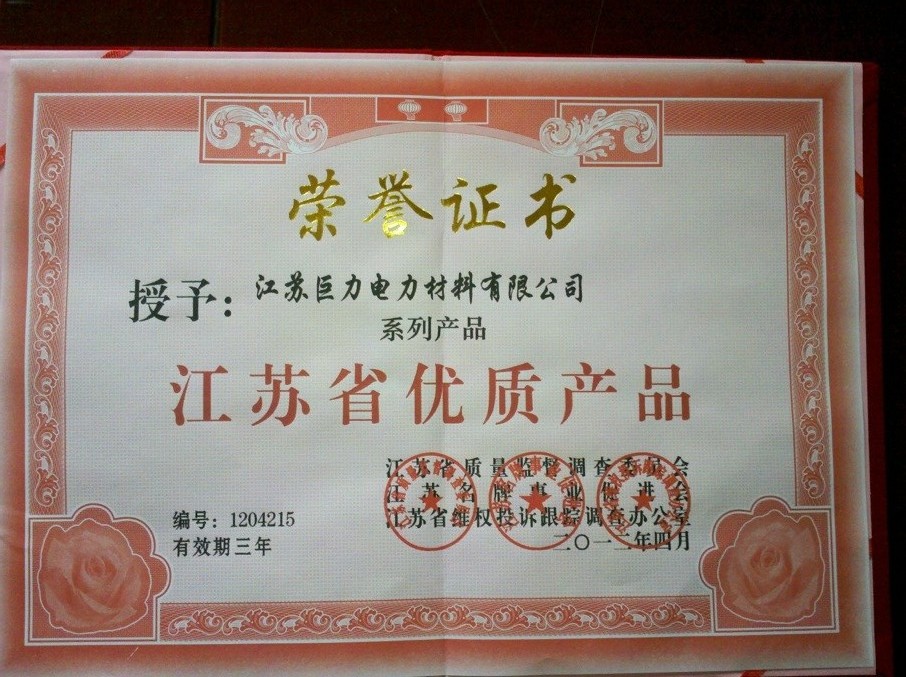 荣誉证书
授予：江苏巨力电力材料有限公司
系列产品
江苏省优质产品
江苏省质量监督调查委员会
江苏名牌事业促进会
江苏省维权投诉跟踪调查办公室
二〇一二年四月
编号：1204215
有效期三年